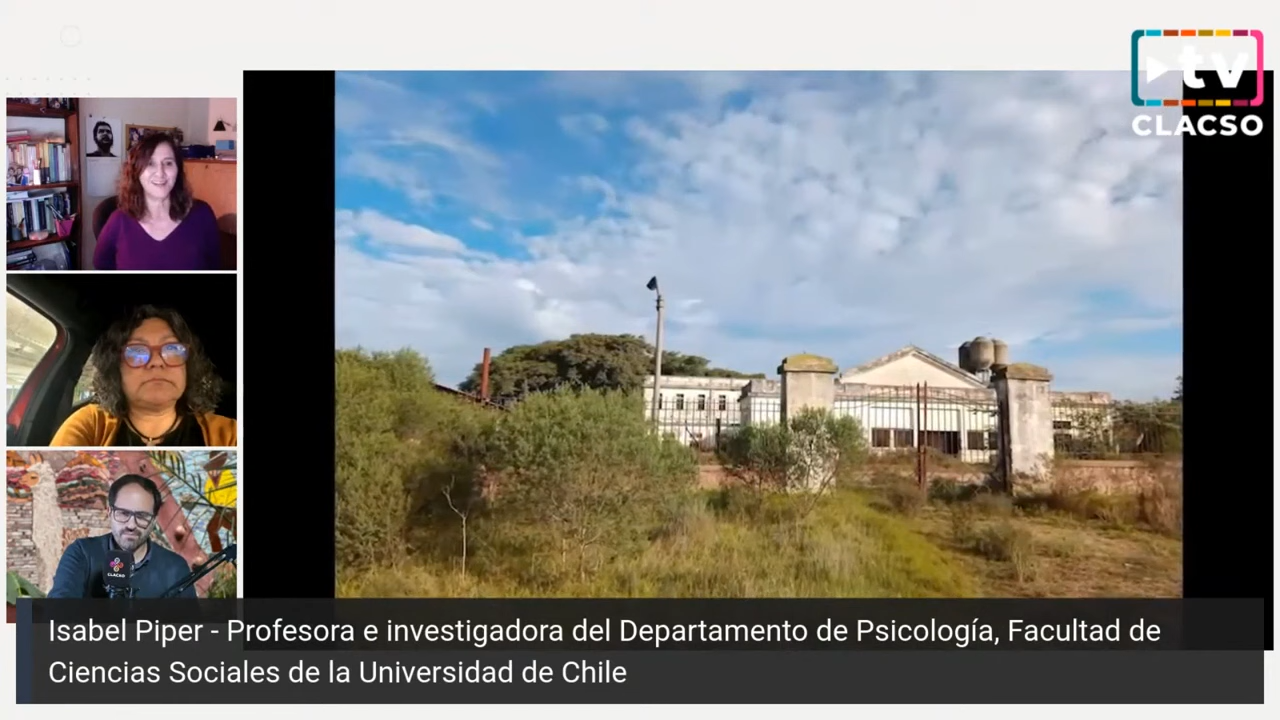 tv
CLACSO
CLACSO
Isabel Piper - Profesora e investigadora del Departamento de Psicología, Facultad de
Ciencias Sociales de la Universidad de Chile